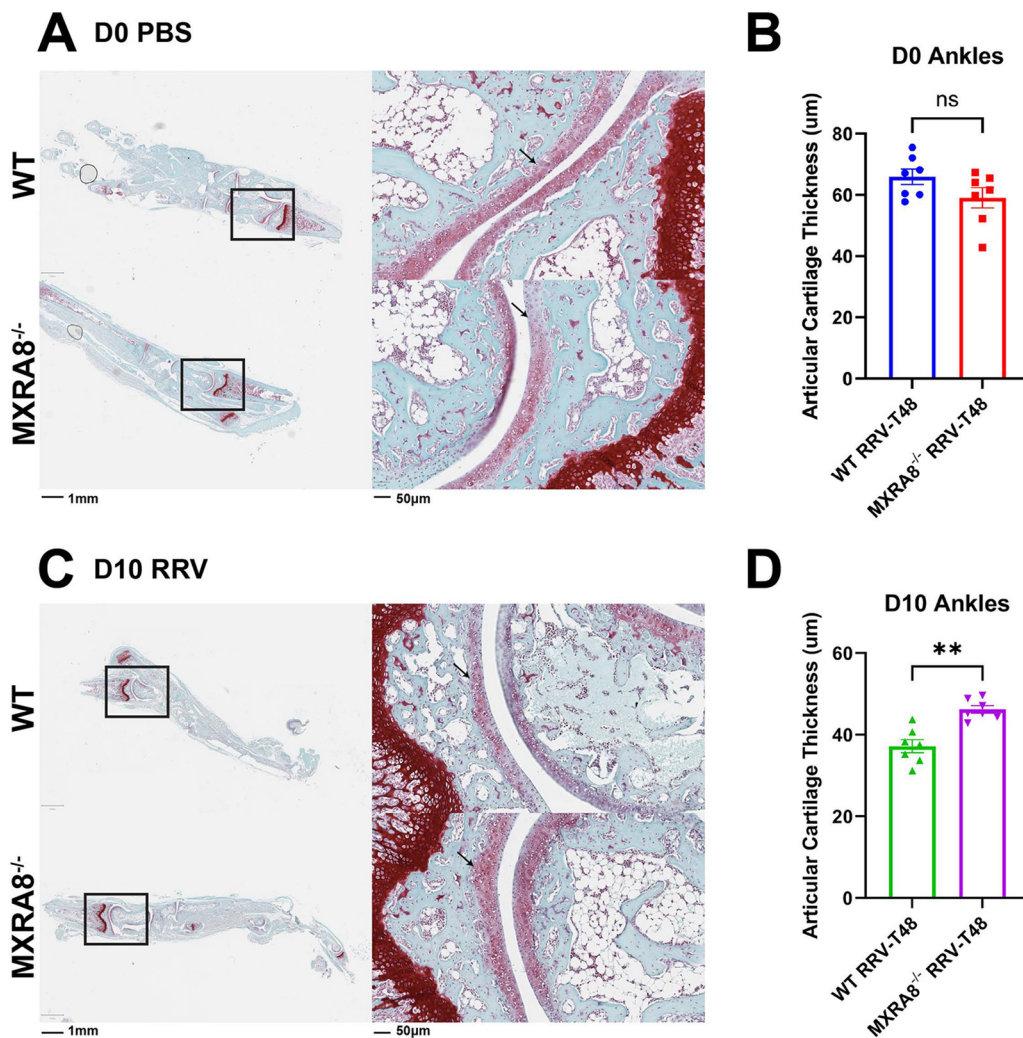 A D0 PBS
WT
MXRA8-/-
1mm
50µm
B
D0 Ankles
ns
Articular Cartilage Thickness (um)
80
60
40
20
0
WT RRV-T48
MXRA8-/- RRV-T48
C D10 RRV
WT
MXRA8-/-
1mm
50µm
D
D10 Ankles
**
Articular Cartilage Thickness (um)
60
40
20
0
WT RRV-T48
MXRA8-/- RRV-T48